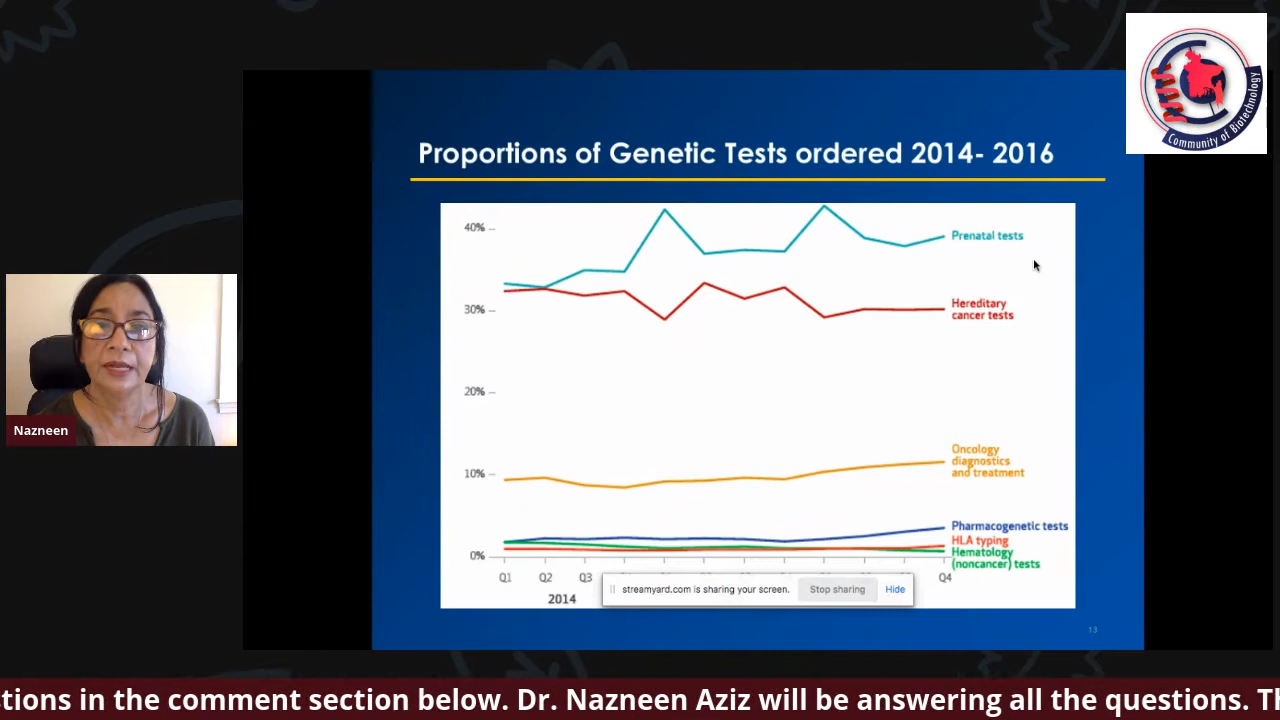 Community of Biotechnology
Proportions of Genetic Tests ordered 2014- 2016
40%
30%
20%
10%
0%
Prenatal tests
Hereditary
cancer tests
Oncology
diagnostics
and treatment
Pharmacogenetic tests
HLA typing
Hematology
(noncancer) tests
Q1 Q2 Q3 Q4
2014
streamyard.com is sharing your screen. Stop sharing Hide
13
Nazneen
tions in the comment section below. Dr. Nazneen Aziz will be answering all the questions. Th